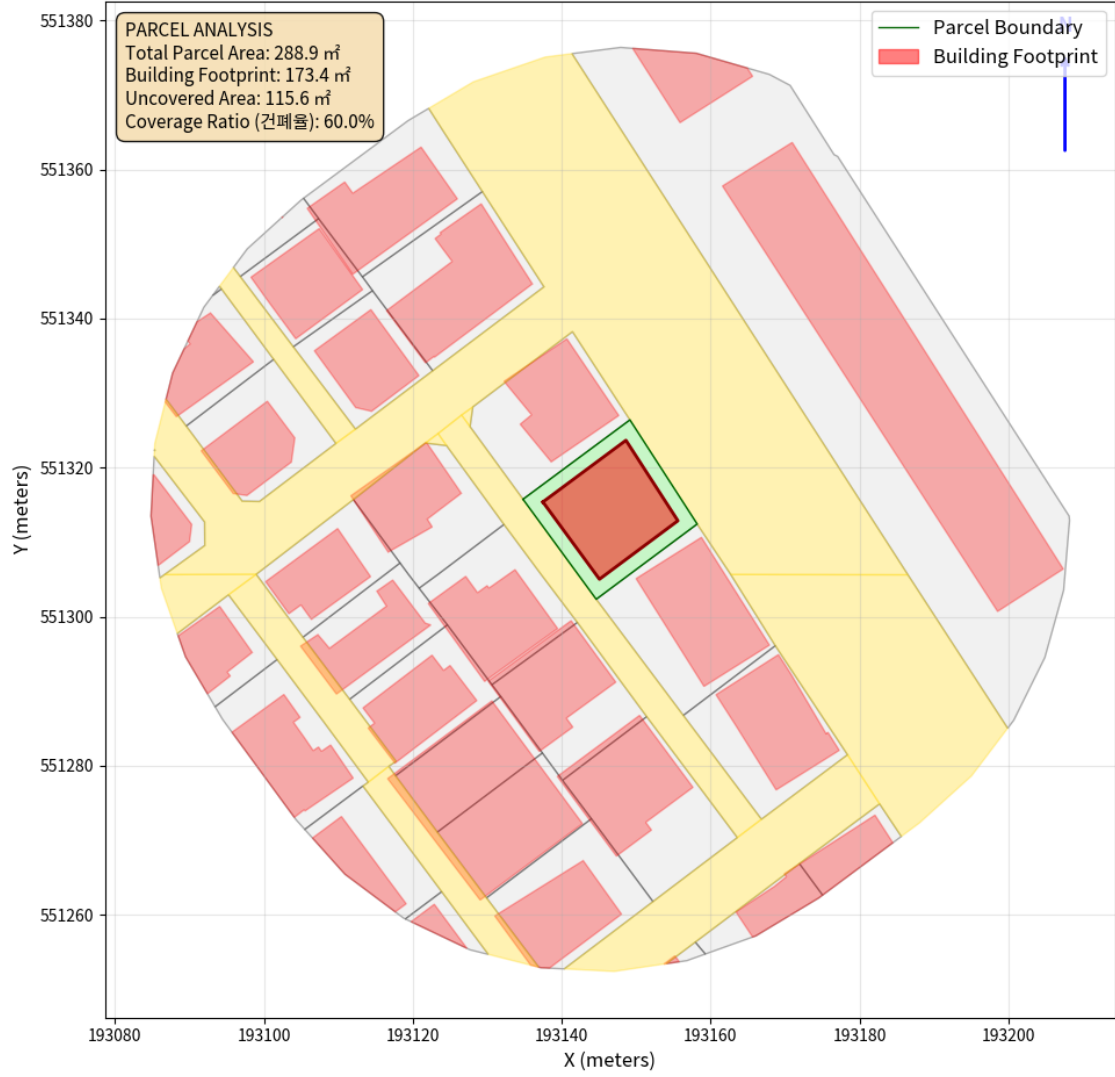 PARCEL ANALYSIS
Total Parcel Area: 288.9 ㎡
Building Footprint: 173.4 ㎡
Uncovered Area: 115.6 ㎡
Coverage Ratio (건폐율): 60.0%
Parcel Boundary
Building Footprint
N
551380
551360
551340
551320
551300
551280
551260
Y (meters)
193080
193100
193120
193140
193160
193180
193200
X (meters)